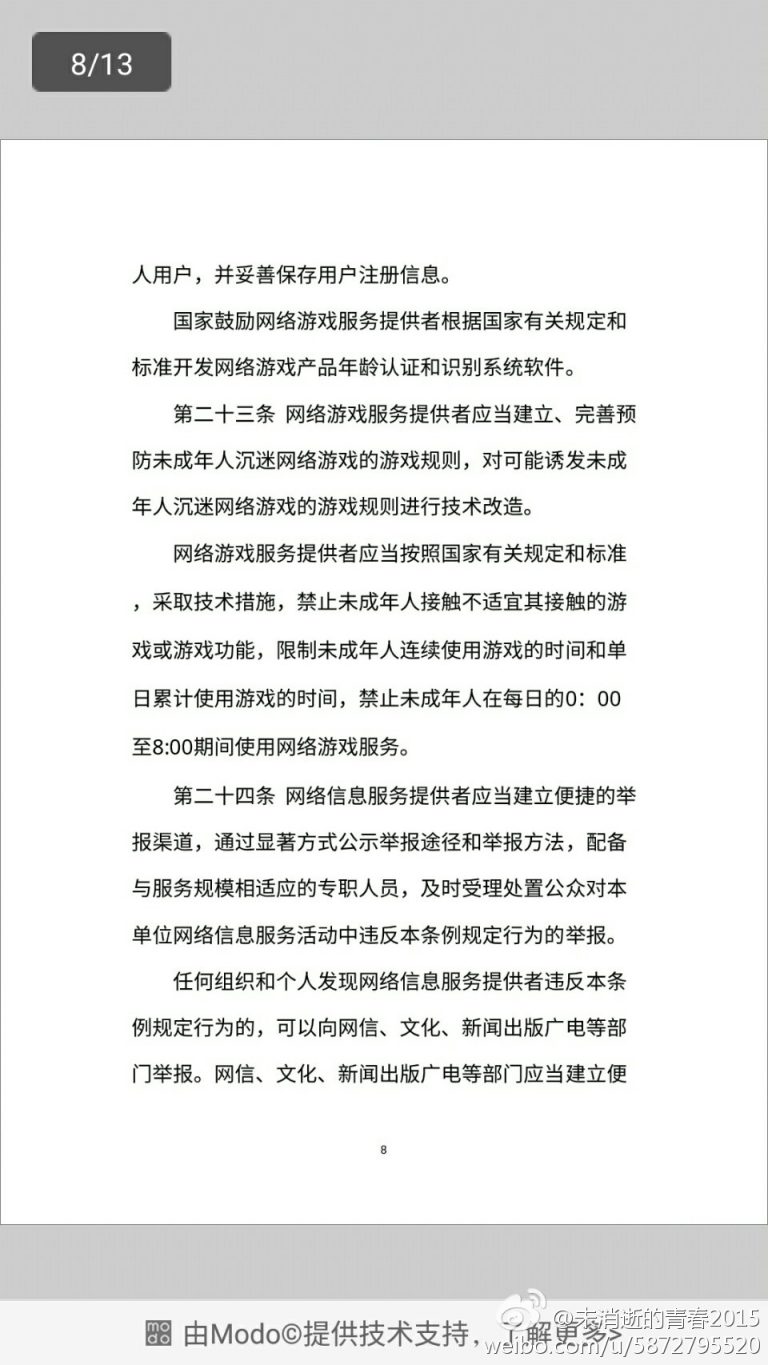 8/13
人用户，并妥善保存用户注册信息。
国家鼓励网络游戏服务提供者根据国家有关规定和
标准开发网络游戏产品年龄认证和识别系统软件。
第二十三条 网络游戏服务提供者应当建立、完善预
防未成年人沉迷网络游戏的游戏规则，对可能诱发未成
年人沉迷网络游戏的游戏规则进行技术改造。
网络游戏服务提供者应当按照国家有关规定和标准
，采取技术措施，禁止未成年人接触不适宜其接触的游
戏或游戏功能，限制未成年人连续使用游戏的时间和单
日累计使用游戏的时间，禁止未成年人在每日的0：00
至8:00期间使用网络游戏服务。
第二十四条 网络信息服务提供者应当建立便捷的举
报渠道，通过显著方式公示举报途径和举报方法，配备
与服务规模相适应的专职人员，及时受理处置公众对本
单位网络信息服务活动中违反本条例规定行为的举报。
任何组织和个人发现网络信息服务提供者违反本条
例规定行为的，可以向网信、文化、新闻出版广电等部
门举报。网信、文化、新闻出版广电等部门应当建立便
8
modo 由Modo©提供技术支持，了解更多>
@未消逝的青春2015
weibo.com/u/5872795520